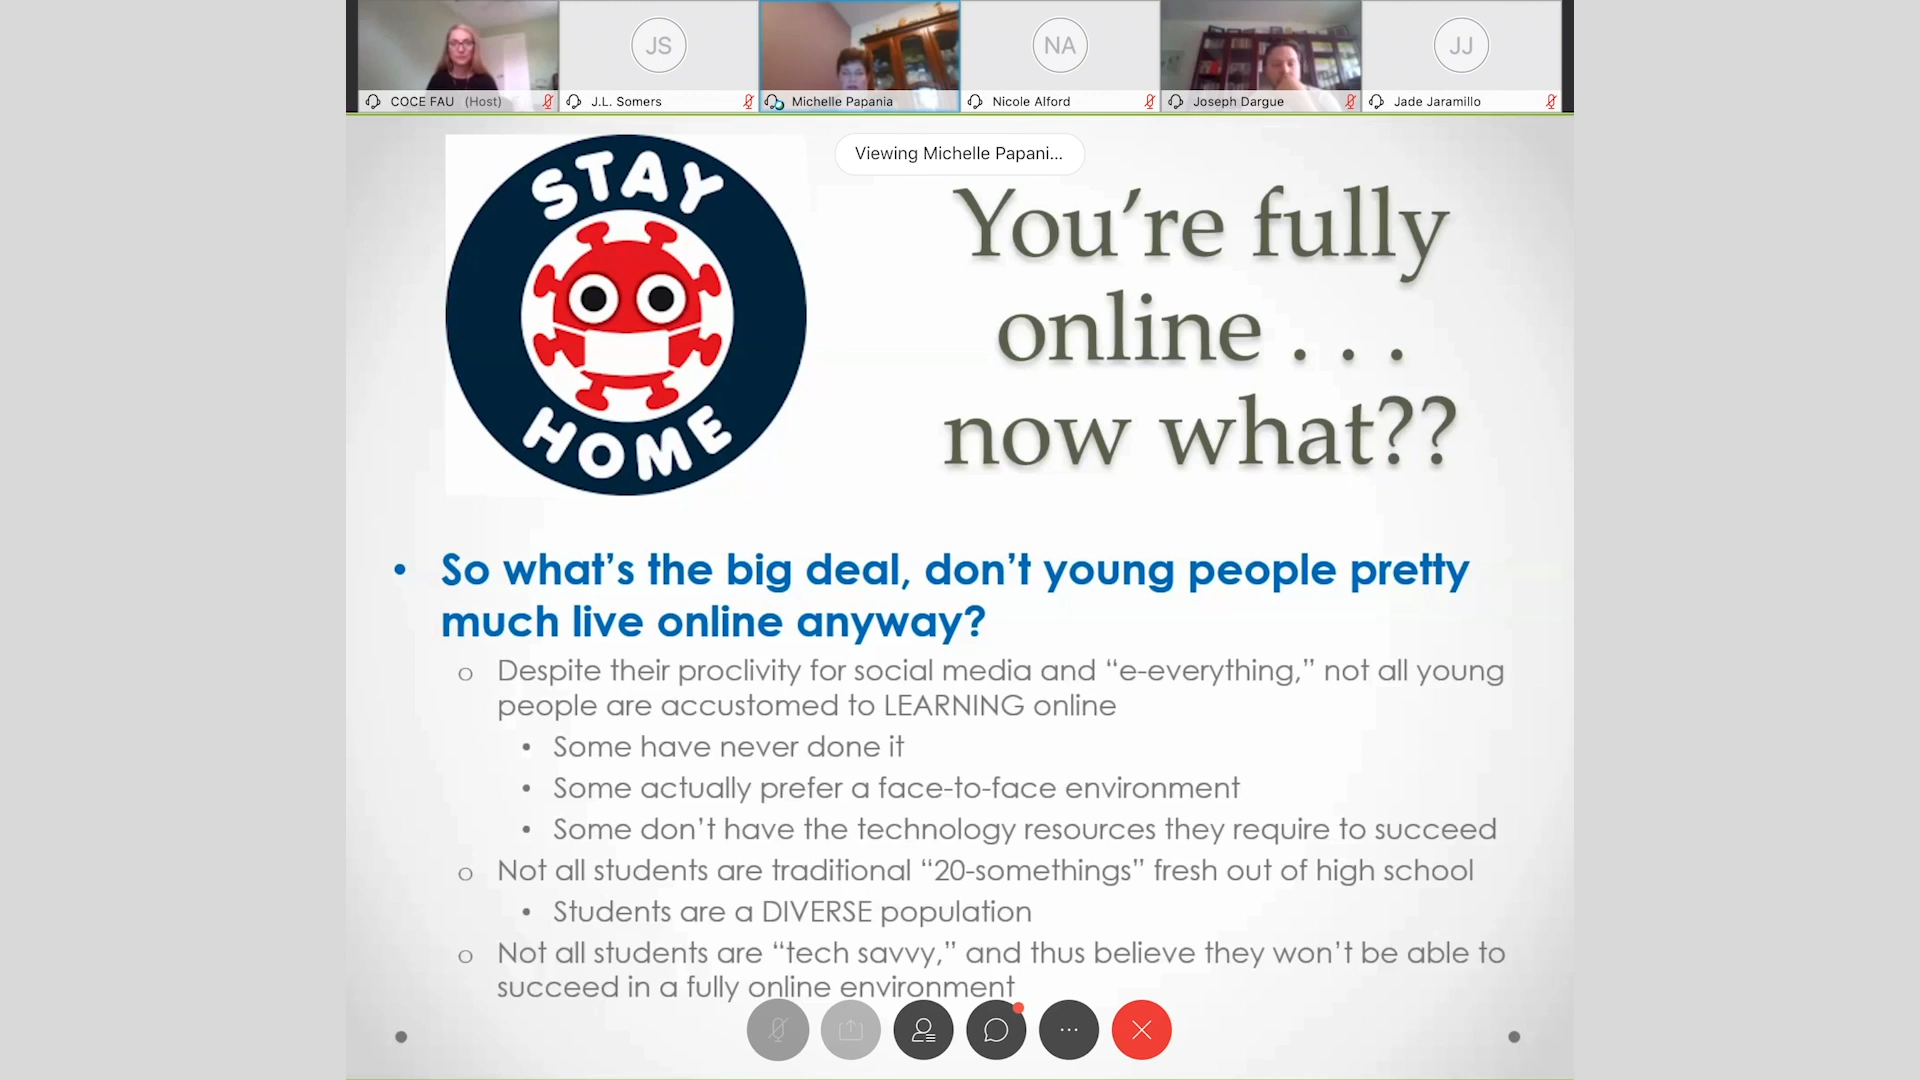 COCE FAU (Host)
JS
J.L. Somers
Michelle Papania
NA
Nicole Alford
Joseph Dargue
JJ
Jade Jaramillo
Viewing Michelle Papani...
STAY
HOME
You’re fully
online . . .
now what??
• So what’s the big deal, don’t young people pretty
much live online anyway?
o Despite their proclivity for social media and “e-everything,” not all young
people are accustomed to LEARNING online
• Some have never done it
• Some actually prefer a face-to-face environment
• Some don’t have the technology resources they require to succeed
o Not all students are traditional “20-somethings” fresh out of high school
• Students are a DIVERSE population
o Not all students are “tech savvy,” and thus believe they won’t be able to
succeed in a fully online environment